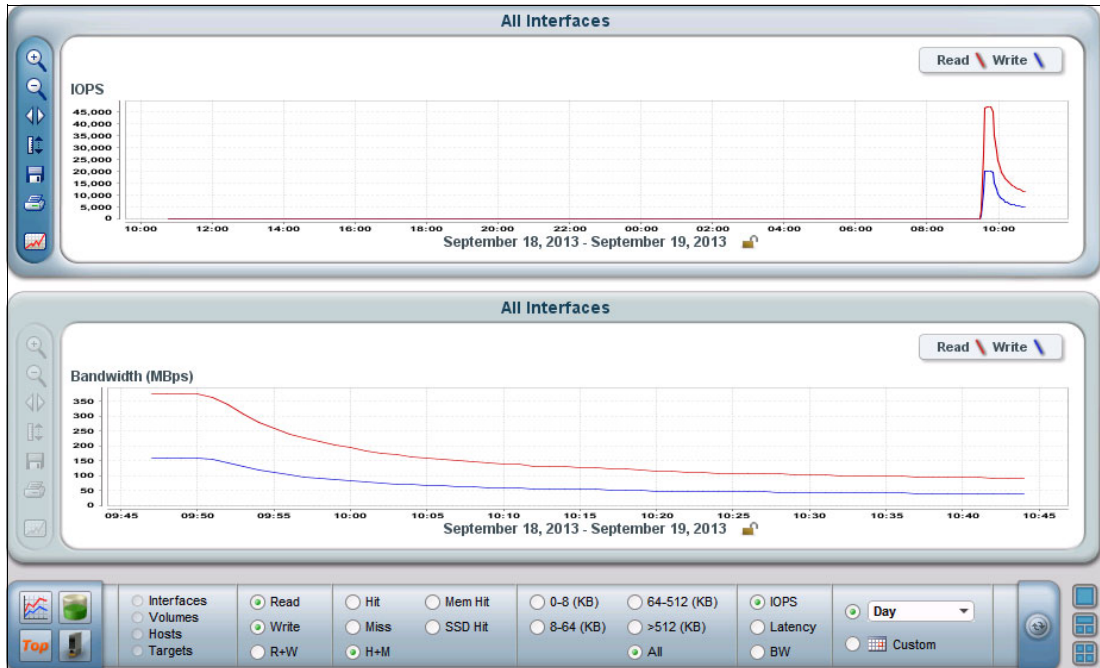 All Interfaces
Read Write
IOPS
45,000
40,000
35,000
30,000
25,000
20,000
15,000
10,000
5,000
0
10:00 12:00 14:00 16:00 18:00 20:00 22:00 00:00 02:00 04:00 06:00 08:00 10:00
September 18, 2013 - September 19, 2013
All Interfaces
Read Write
Bandwidth (MBps)
350
300
250
200
150
100
50
0
09:45 09:50 09:55 10:00 10:05 10:10 10:15 10:20 10:25 10:30 10:35 10:40 10:45
September 18, 2013 - September 19, 2013
Interfaces Read Hit Mem Hit 0-8 (KB) 64-512 (KB) IOPS Day
Volumes
Hosts Write Miss SSD Hit 8-64 (KB) >512 (KB) Latency
Top Targets R+W H+M All BW Custom